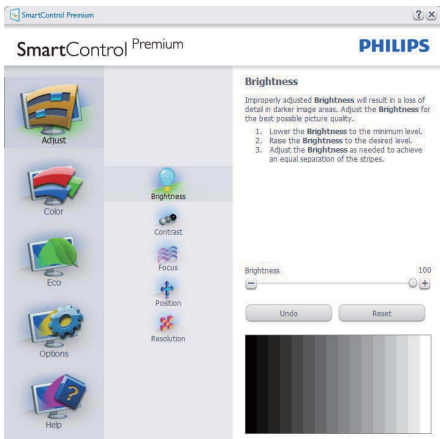 SmartControl Premium
SmartControl Premium
PHILIPS
Adjust
Color
Eco
Options
Help
Brightness
Contrast
Focus
Position
Resolution
Brightness
Improperly adjusted Brightness will result in a loss of
detail in darker image areas. Adjust the Brightness for
the best possible picture quality.
1. Lower the Brightness to the minimum level.
2. Raise the Brightness to the desired level.
3. Adjust the Brightness as needed to achieve
an equal separation of the stripes.
Brightness 100
Undo Reset